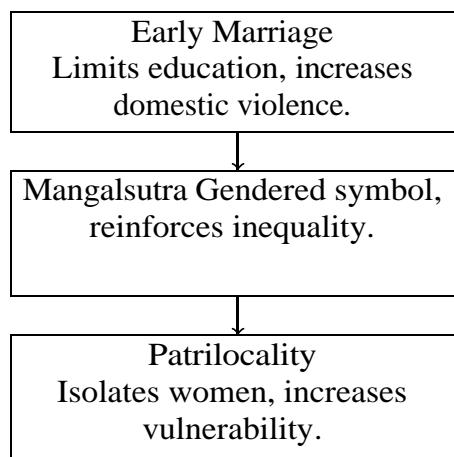 Early Marriage
Limits education, increases
domestic violence.
Mangalsutra Gendered symbol,
reinforces inequality.
Patrilocality
Isolates women, increases
vulnerability.